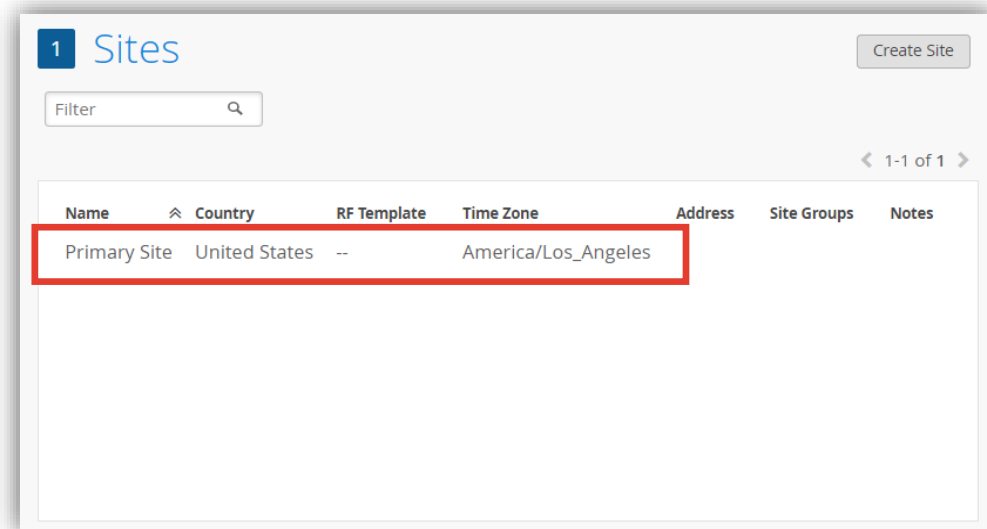 1 Sites
Create Site
Filter
1-1 of 1
Name Country RF Template Time Zone Address Site Groups Notes
Primary Site United States -- America/Los_Angeles